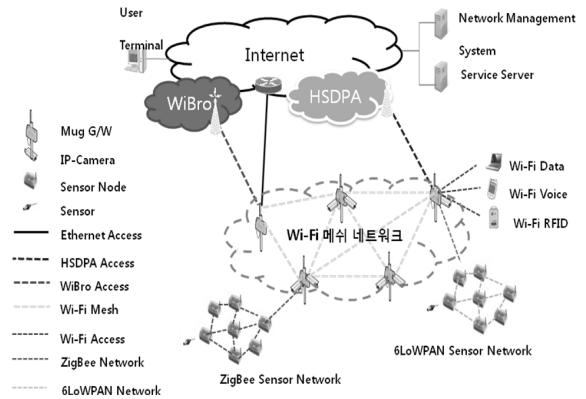 User
Terminal
Internet
Network Management
System
Service Server
WiBro
HSDPA
Mug G/W
IP-Camera
Sensor Node
Sensor
Ethernet Access
HSDPA Access
WiBro Access
Wi-Fi Mesh
Wi-Fi Access
ZigBee Network
6LoWPAN Network
Wi-Fi Data
Wi-Fi Voice
Wi-Fi RFID
Wi-Fi 메쉬 네트워크
ZigBee Sensor Network
6LoWPAN Sensor Network